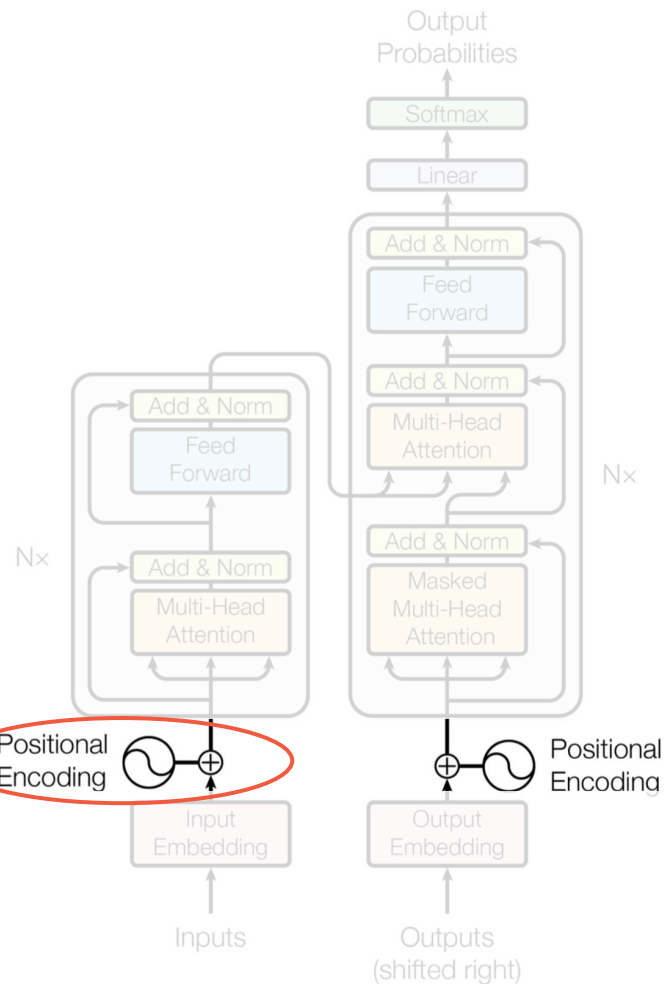 Output
Probabilities
Softmax
Linear
Add & Norm
Feed
Forward
Add & Norm
Multi-Head
Attention
Nx
Add & Norm
Masked
Multi-Head
Attention
Add & Norm
Feed
Forward
Nx
Add & Norm
Multi-Head
Attention
Positional
Encoding
Positional
Encoding
Input
Embedding
Output
Embedding
Inputs
Outputs
(shifted right)